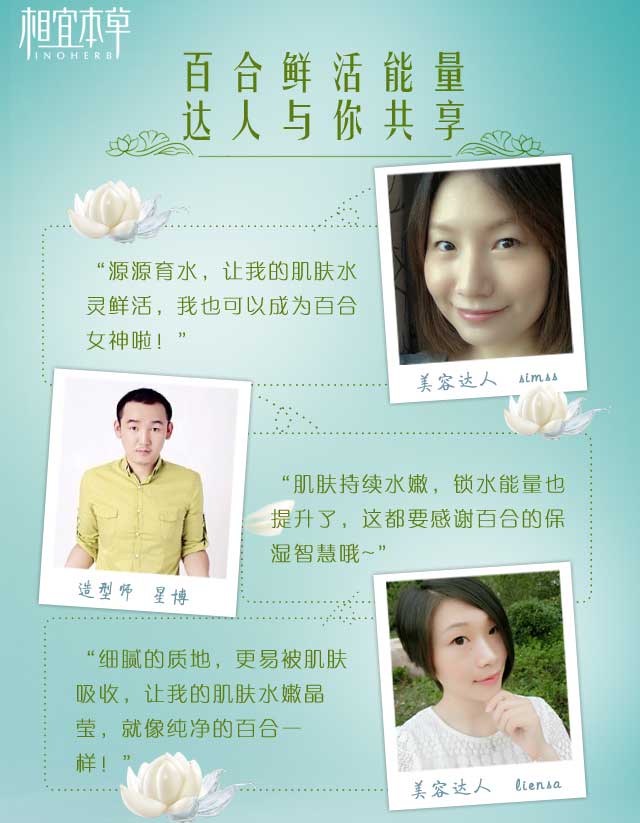 相宜本草
INOHERB
百合鲜活能量
达人与你共享
“源源育水，让我的肌肤水
灵鲜活，我也可以成为百合
女神啦！”
美容达人 simss
“肌肤持续水嫩，锁水能量也
提升了，这都要感谢百合的保
湿智慧哦~”
造型师 星博
“细腻的质地，更易被肌肤
吸收，让我的肌肤水嫩晶
莹，就像纯净的百合一
样！”
美容达人 liensa